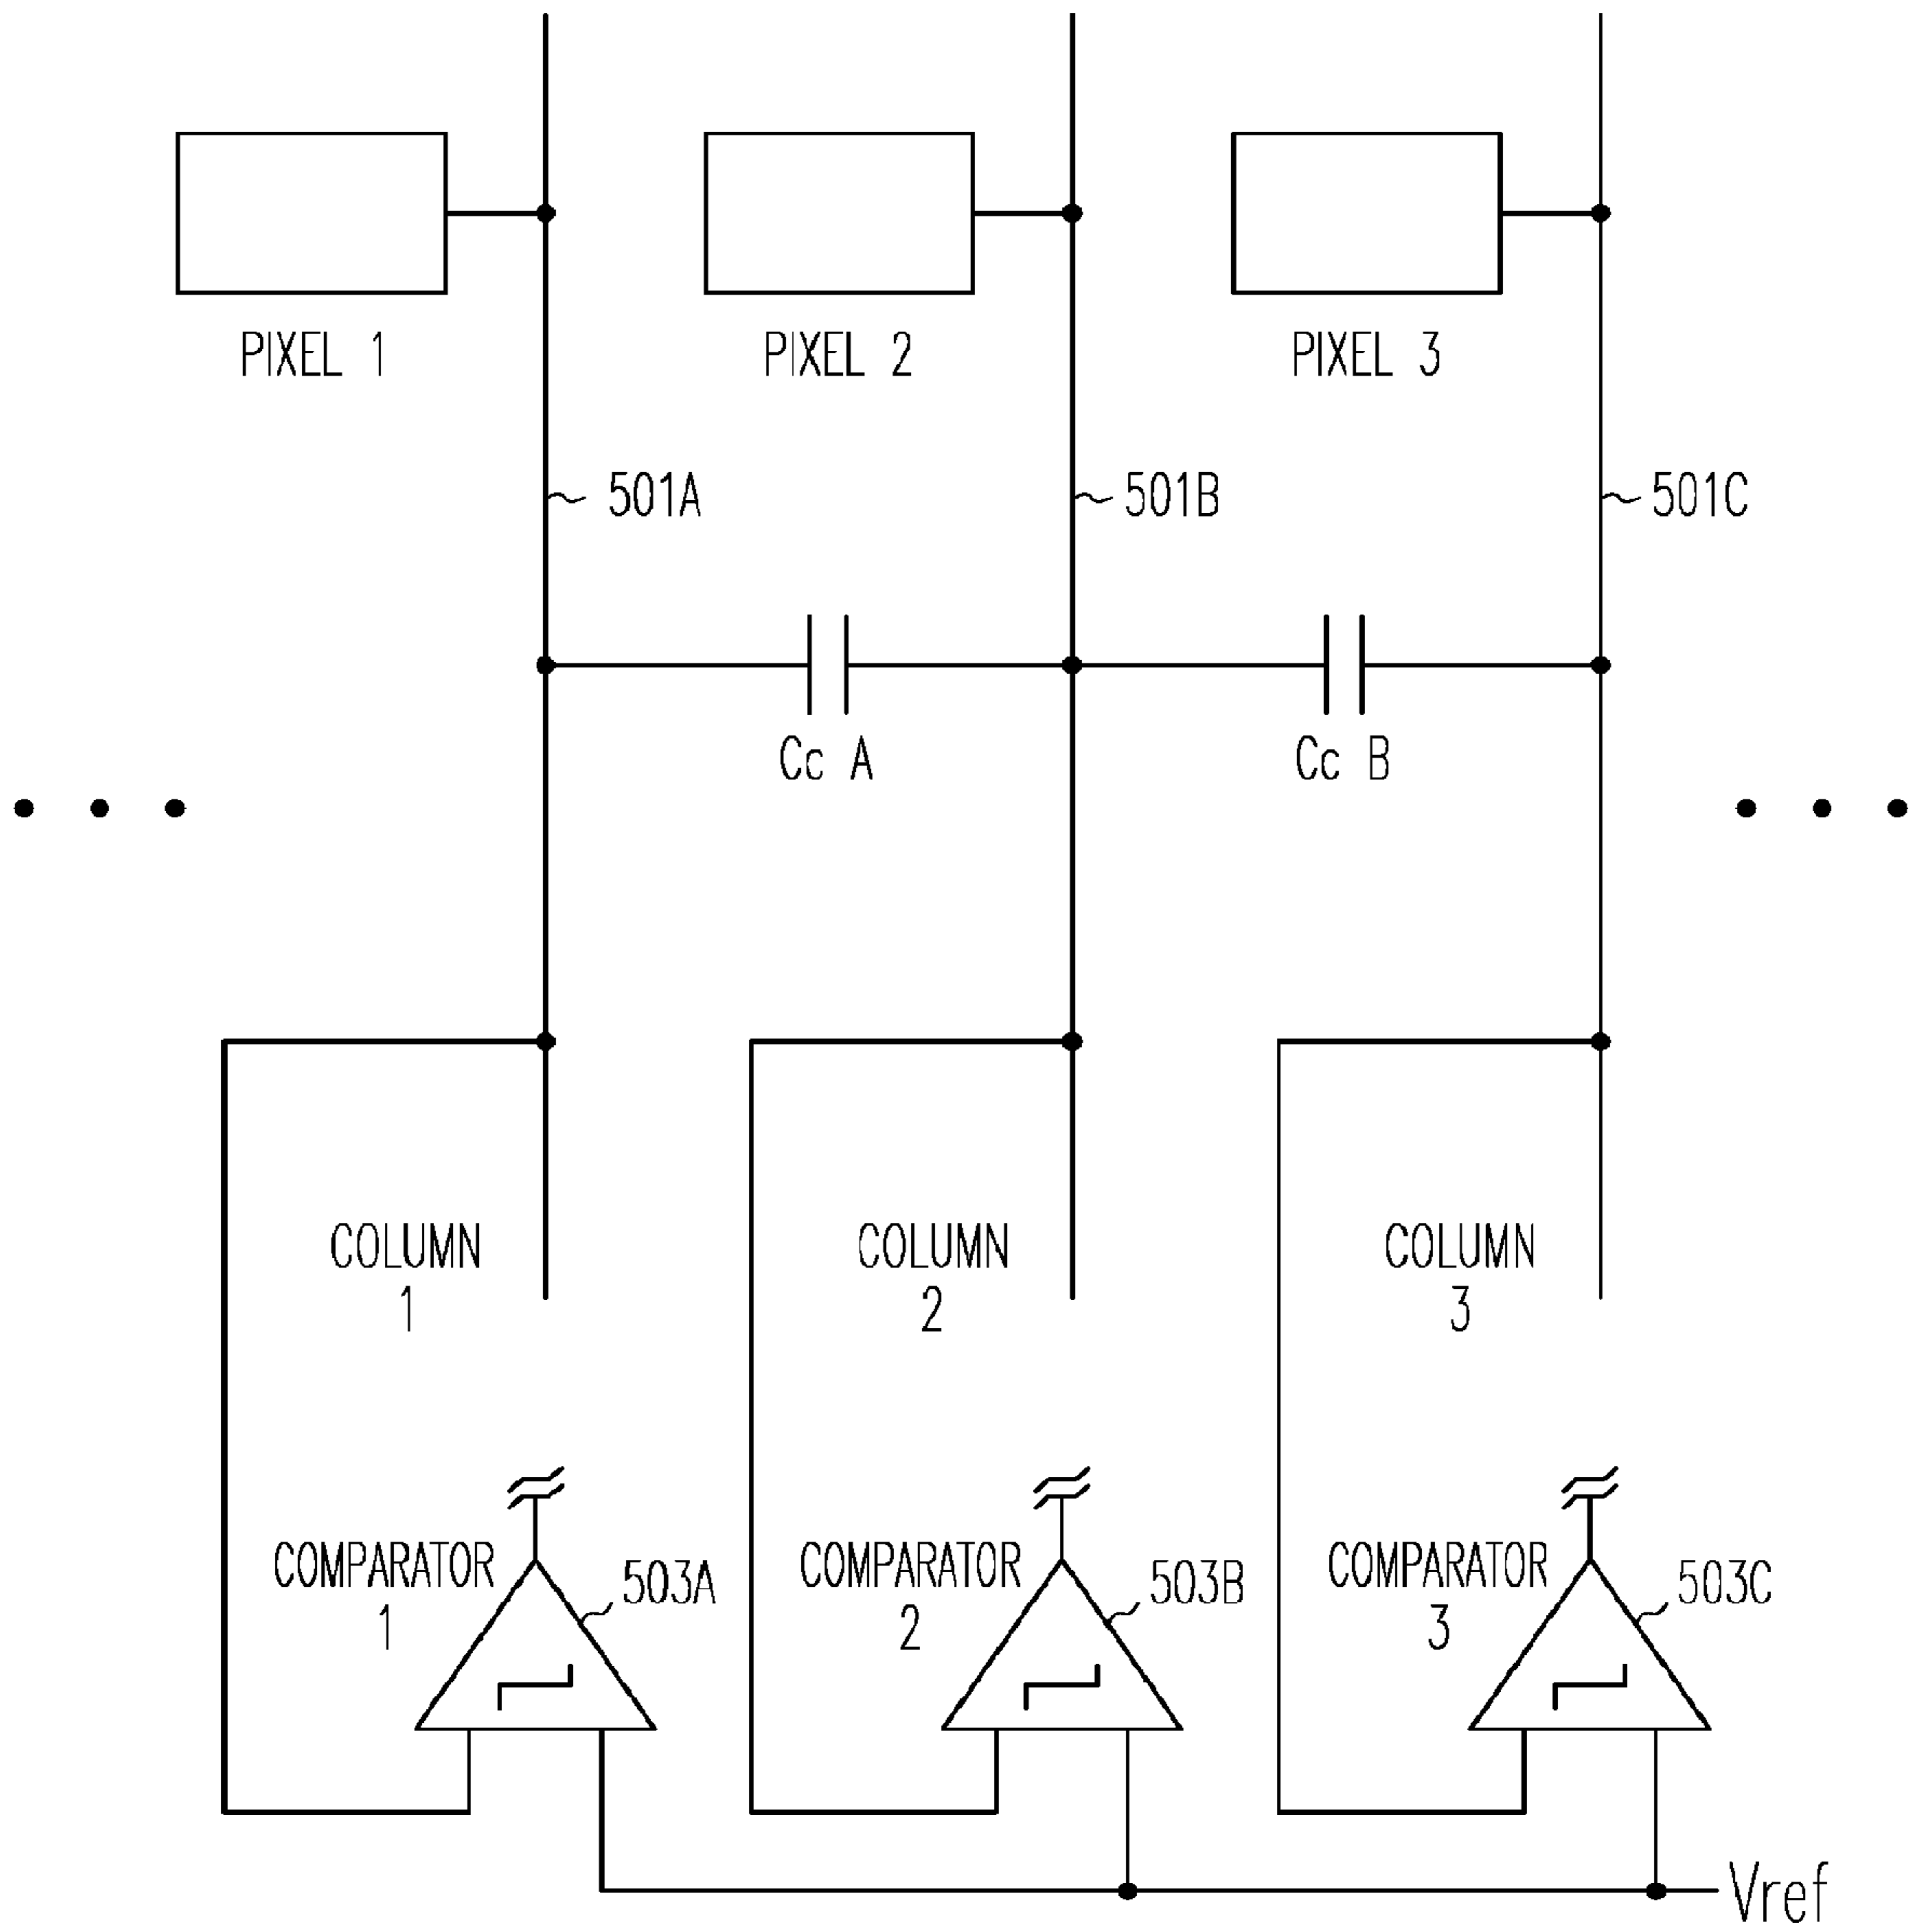 PIXEL 1
PIXEL 2
PIXEL 3
501A
501B
501C
Cc A
Cc B
COLUMN
1
COLUMN
2
COLUMN
3
COMPARATOR
1
503A
COMPARATOR
2
503B
COMPARATOR
3
503C
Vref